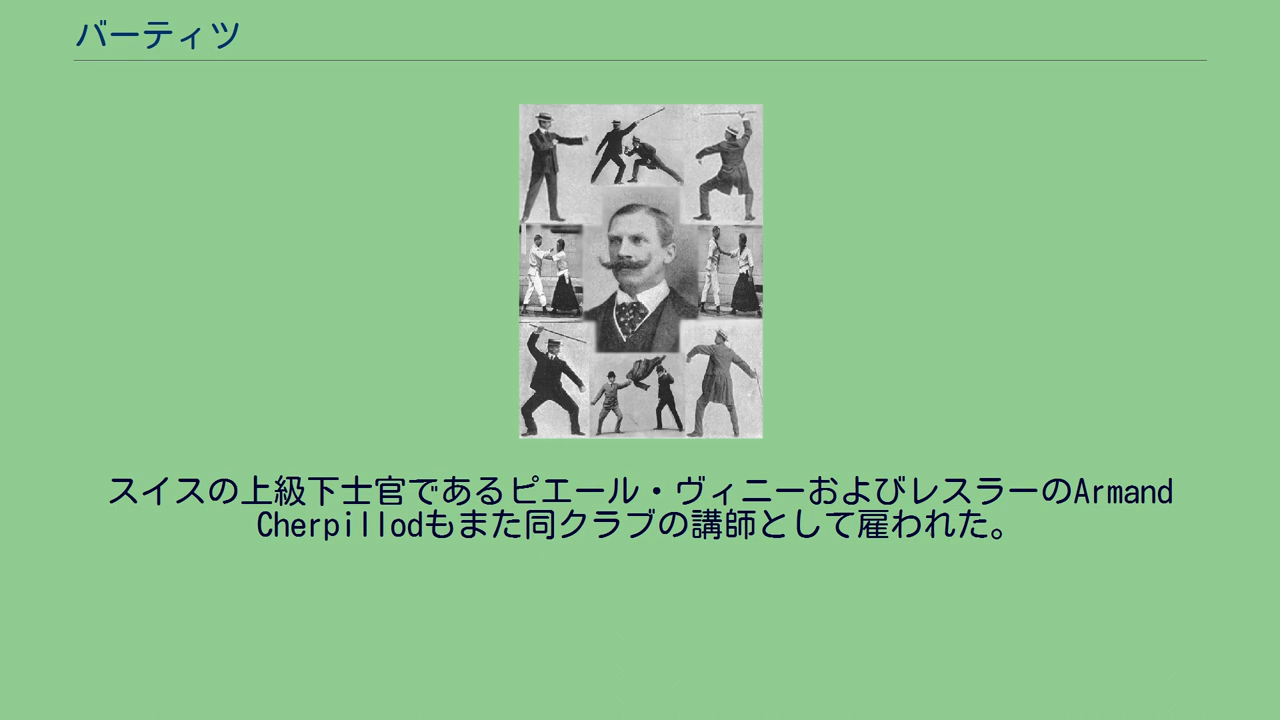 バーティツ
スイスの上級下士官であるピエール・ヴィニーおよびレスラーのArmand
Cherpillodもまた同クラブの講師として雇われた。